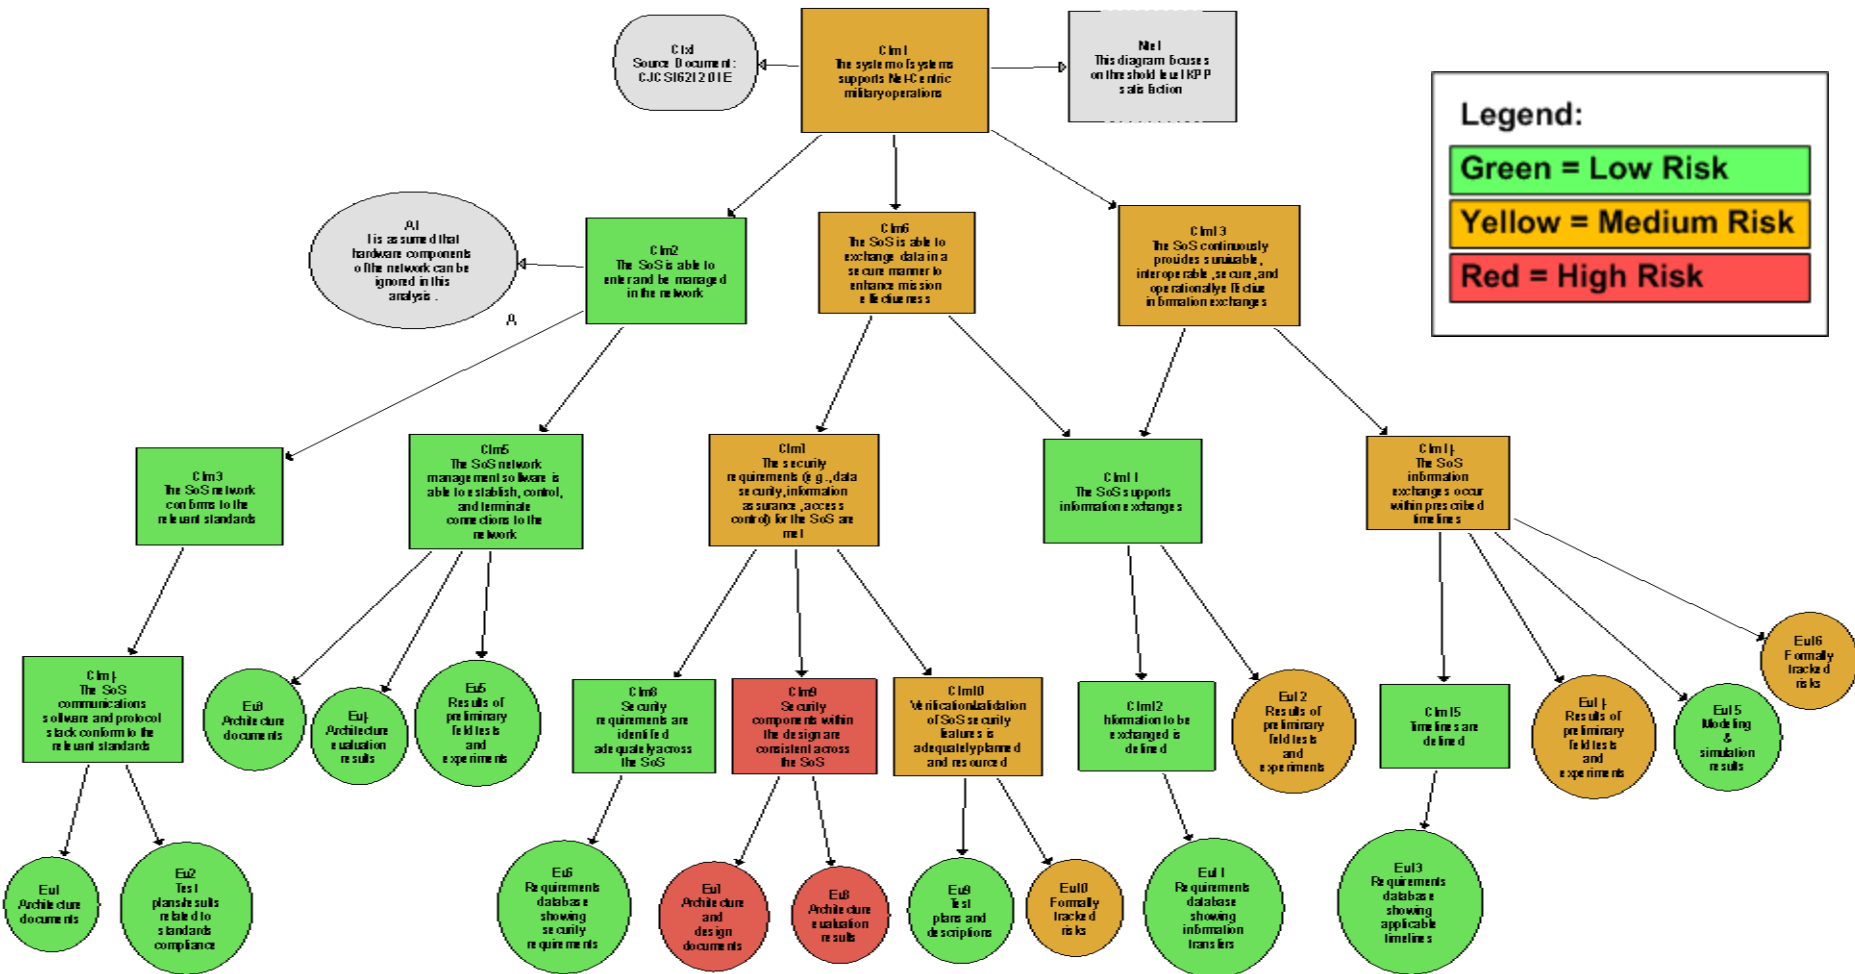 Ctx1
Source Document:
CJCSI6212.01E
Clm1
The system of systems
supports Net-Centric
military operations
Nte1
This diagram focuses
on threshold level KPP
satisfaction
Legend:
Green = Low Risk
Yellow = Medium Risk
Red = High Risk
A1
It is assumed that
hardware components
of the network can be
ignored in this
analysis.
A
Clm2
The SoS is able to
enter and be managed
in the network
Clm6
The SoS is able to
exchange data in a
secure manner to
enhance mission
effectiveness
Clm13
The SoS continuously
provides survivable,
interoperable, secure, and
operationally effective
information exchanges
Clm3
The SoS network
conforms to the
relevant standards
Clm5
The SoS network
management software is
able to establish, control,
and terminate
connections to the
network
Clm7
The security
requirements (e.g., data
security, information
assurance, access
control) for the SoS are
met
Clm11
The SoS supports
information exchanges
Clm14
The SoS
information
exchanges occur
within prescribed
timelines
Clm4
The SoS
communications
software and protocol
stack conform to the
relevant standards
Ev3
Architecture
documents
Ev4
Architecture
evaluation
results
Ev5
Results of
preliminary
field tests
and
experiments
Clm8
Security
requirements are
identified
adequately across
the SoS
Clm9
Security
components within
the design are
consistent across
the SoS
Clm10
Verification/validation
of SoS security
features is
adequately planned
and resourced
Clm12
Information to be
exchanged is
defined
Ev12
Results of
preliminary
field tests
and
experiments
Clm15
Timelines are
defined
Ev14
Results of
preliminary
field tests
and
experiments
Ev15
Modeling
&
simulation
results
Ev16
Formally
tracked
risks
Ev1
Architecture
documents
Ev2
Test
plans/results
related to
standards
compliance
Ev6
Requirements
database
showing
security
requirements
Ev7
Architecture
and
design
documents
Ev8
Architecture
evaluation
results
Ev9
Test
plans and
descriptions
Ev10
Formally
tracked
risks
Ev11
Requirements
database
showing
information
transfers
Ev13
Requirements
database
showing
applicable
timelines